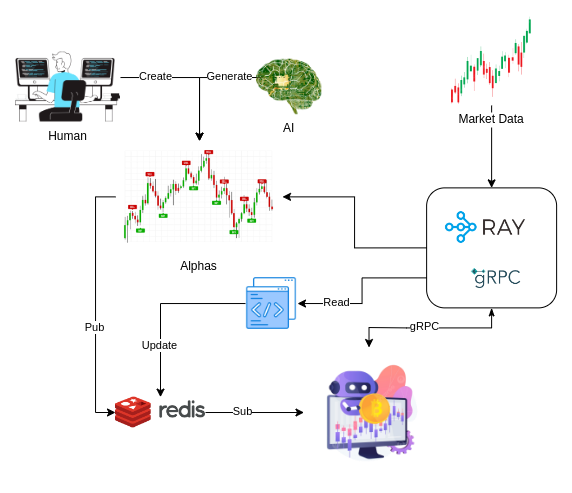 Create
Generate
Human
AI
Market Data
RAY
gRPC
Alphas
Read
Pub
gRPC
Update
redis
Sub